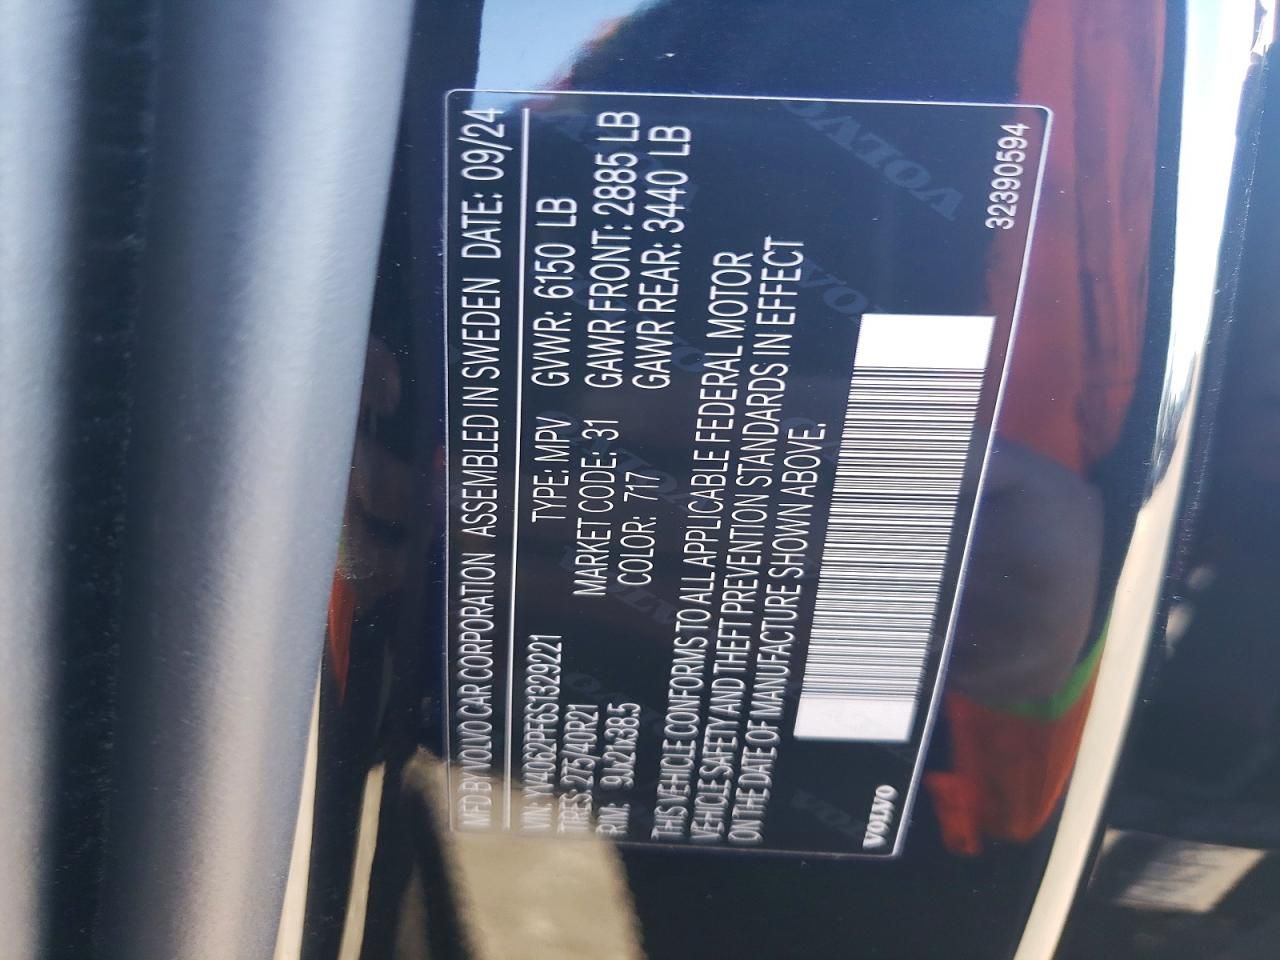 MFD BY VOLVO CAR CORPORATION ASSEMBLED IN SWEDEN DATE: 09/24
VIN: YV4062PF6S1329221 TYPE: MPV GVWR: 6150 LB
TIRES: 275/40R21 MARKET CODE: 31 GAWR FRONT: 2885 LB
RIM: 9Jx21x38.5 COLOR: 717 GAWR REAR: 3440 LB
THIS VEHICLE CONFORMS TO ALL APPLICABLE FEDERAL MOTOR
VEHICLE SAFETY AND THEFT PREVENTION STANDARDS IN EFFECT
ON THE DATE OF MANUFACTURE SHOWN ABOVE.
VOLVO 32390594